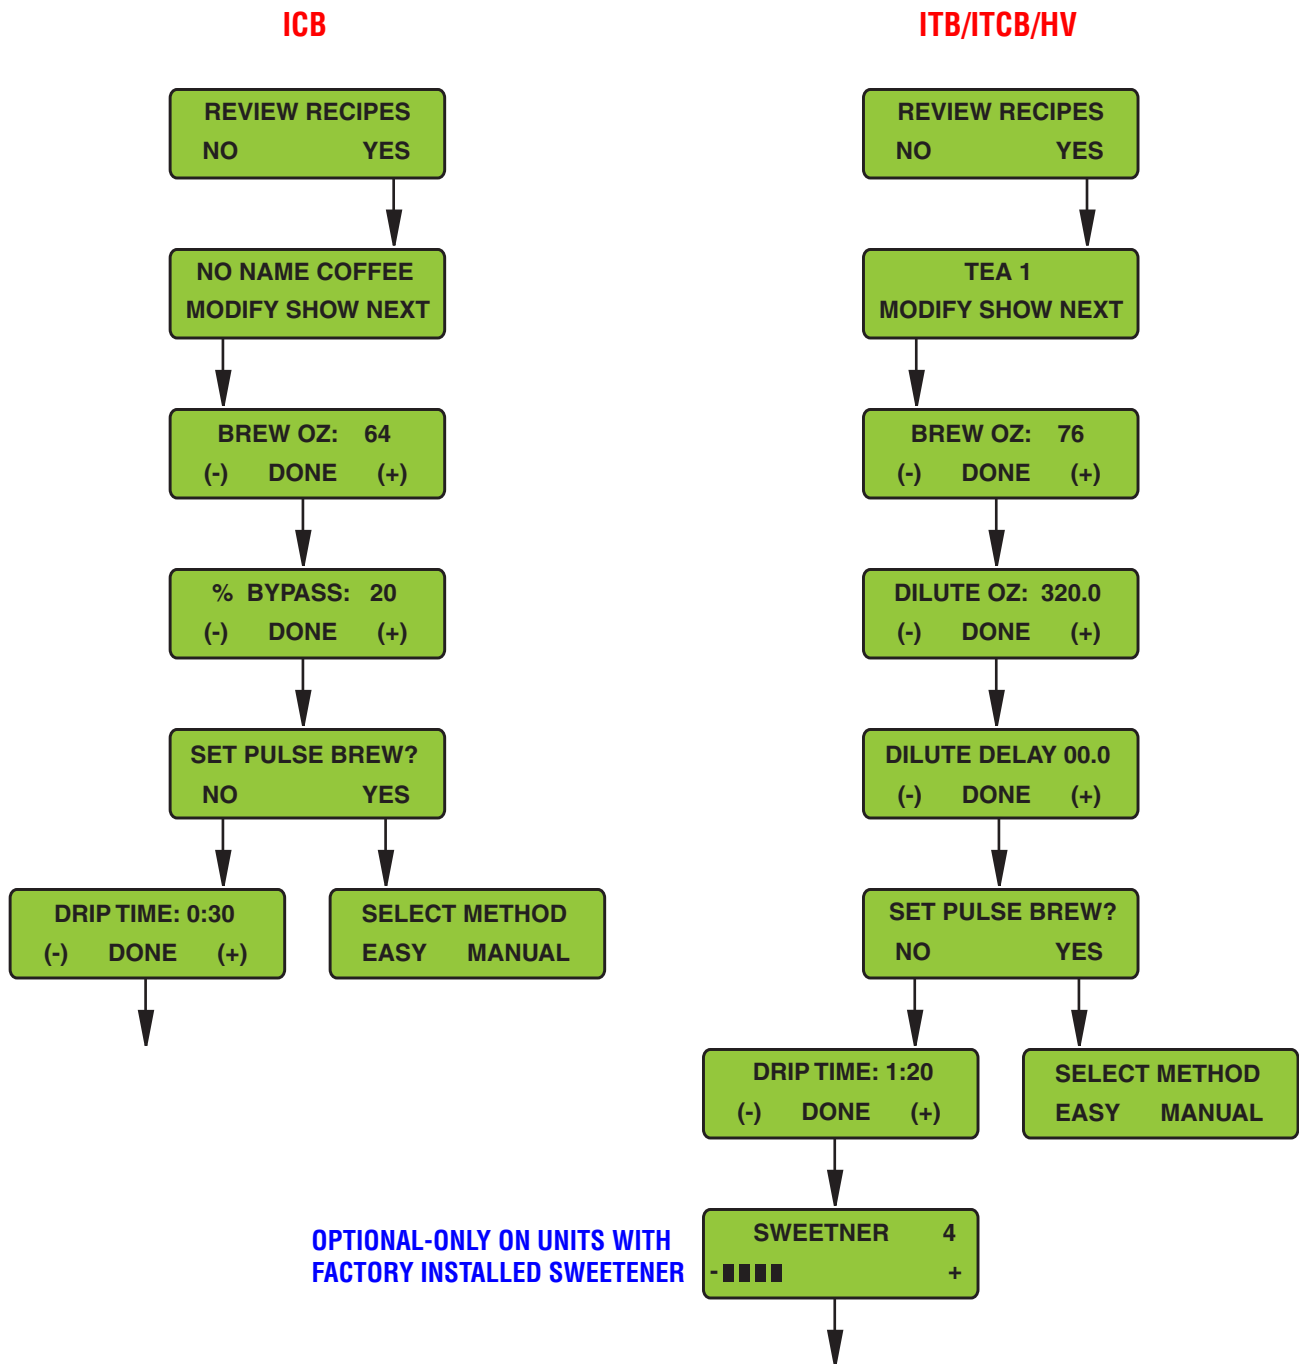 ICB
REVIEW RECIPES
NO YES
NO NAME COFFEE
MODIFY SHOW NEXT
BREW OZ: 64
(-) DONE (+)
% BYPASS: 20
(-) DONE (+)
SET PULSE BREW?
NO YES
DRIP TIME: 0:30
(-) DONE (+)
SELECT METHOD
EASY MANUAL
ITB/ITCB/HV
REVIEW RECIPES
NO YES
TEA 1
MODIFY SHOW NEXT
BREW OZ: 76
(-) DONE (+)
DILUTE OZ: 320.0
(-) DONE (+)
DILUTE DELAY 00.0
(-) DONE (+)
SET PULSE BREW?
NO YES
DRIP TIME: 1:20
(-) DONE (+)
SELECT METHOD
EASY MANUAL
OPTIONAL-ONLY ON UNITS WITH
FACTORY INSTALLED SWEETENER
SWEETNER 4
- +